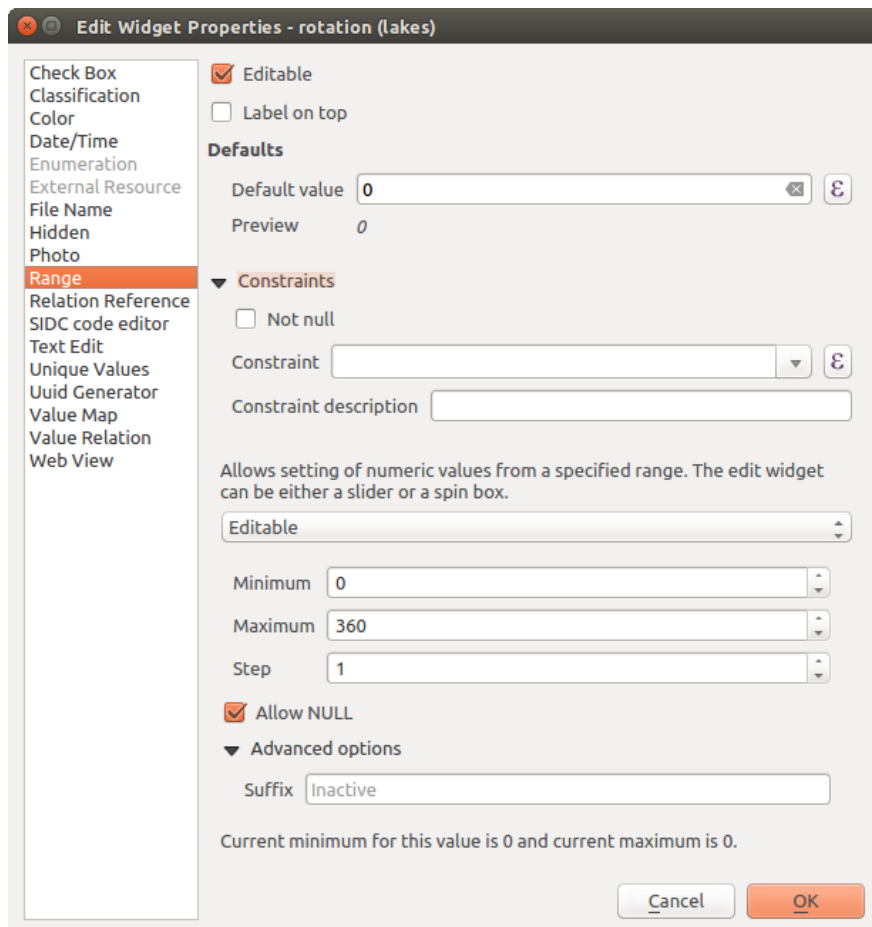 Edit Widget Properties - rotation (lakes)
Check Box
Classification
Color
Date/Time
Enumeration
External Resource
File Name
Hidden
Photo
Range
Relation Reference
SIDC code editor
Text Edit
Unique Values
Uuid Generator
Value Map
Value Relation
Web View
Editable
Label on top
Defaults
Default value 0 ε
Preview 0
Constraints
Not null
Constraint ε
Constraint description
Allows setting of numeric values from a specified range. The edit widget
can be either a slider or a spin box.
Editable
Minimum 0
Maximum 360
Step 1
Allow NULL
Advanced options
Suffix Inactive
Current minimum for this value is 0 and current maximum is 0.
Cancel OK